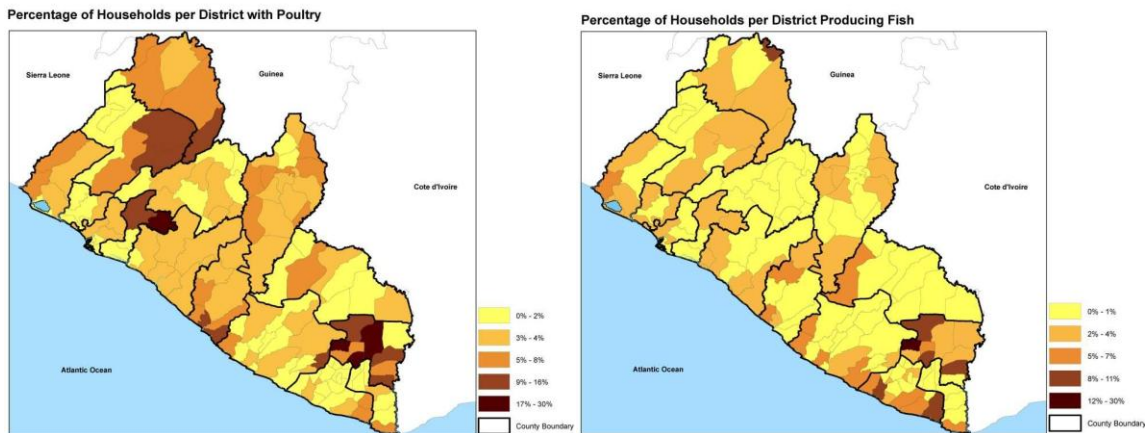 Percentage of Households per District with Poultry
Sierra Leone
Guinea
Cote d'Ivoire
Atlantic Ocean
0% - 2%
3% - 4%
5% - 8%
9% - 16%
17% - 30%
County Boundary
Percentage of Households per District Producing Fish
Sierra Leone
Guinea
Cote d'Ivoire
Atlantic Ocean
0% - 1%
2% - 4%
5% - 7%
8% - 11%
12% - 30%
County Boundary